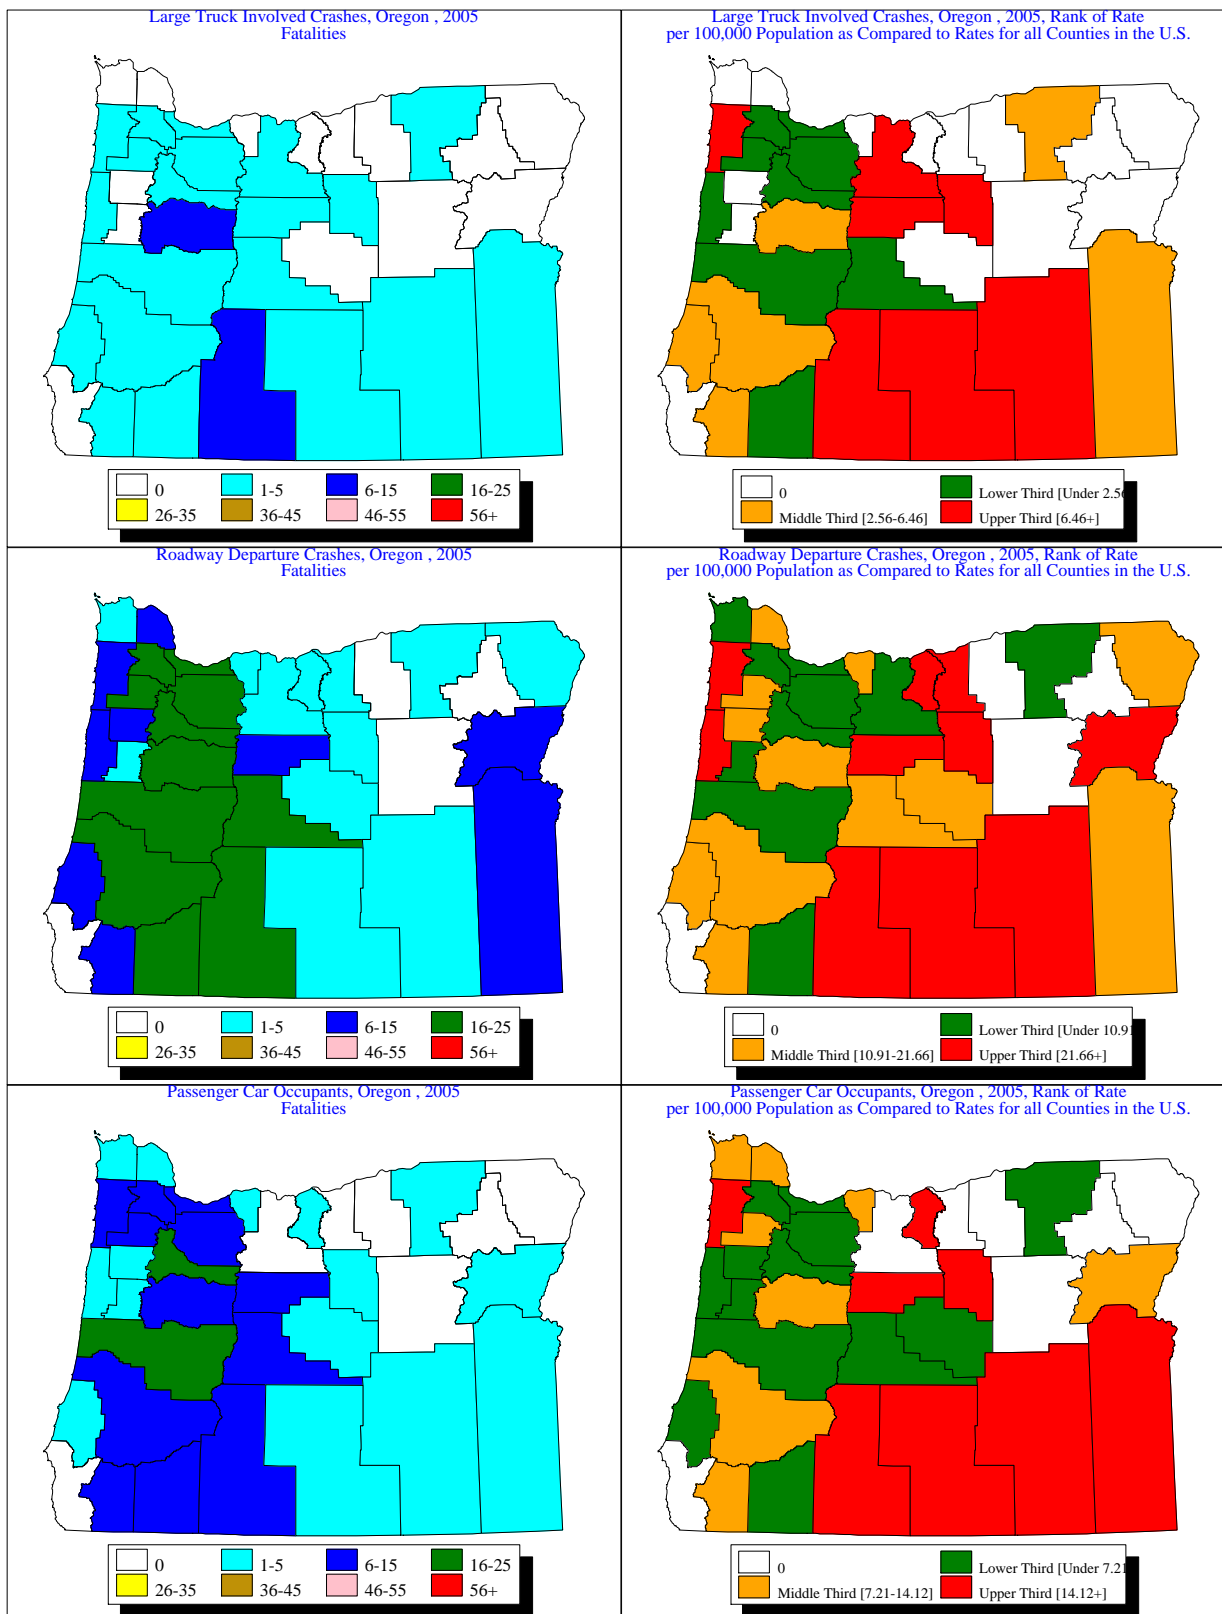 Large Truck Involved Crashes, Oregon , 2005
Fatalities
0
1-5
6-15
16-25
26-35
36-45
46-55
56+
Large Truck Involved Crashes, Oregon , 2005, Rank of Rate
per 100,000 Population as Compared to Rates for all Counties in the U.S.
0
Lower Third [Under 2.56
Middle Third [2.56-6.46]
Upper Third [6.46+]
Roadway Departure Crashes, Oregon , 2005
Fatalities
0
1-5
6-15
16-25
26-35
36-45
46-55
56+
Roadway Departure Crashes, Oregon , 2005, Rank of Rate
per 100,000 Population as Compared to Rates for all Counties in the U.S.
0
Lower Third [Under 10.91
Middle Third [10.91-21.66]
Upper Third [21.66+]
Passenger Car Occupants, Oregon , 2005
Fatalities
0
1-5
6-15
16-25
26-35
36-45
46-55
56+
Passenger Car Occupants, Oregon , 2005, Rank of Rate
per 100,000 Population as Compared to Rates for all Counties in the U.S.
0
Lower Third [Under 7.21
Middle Third [7.21-14.12]
Upper Third [14.12+]